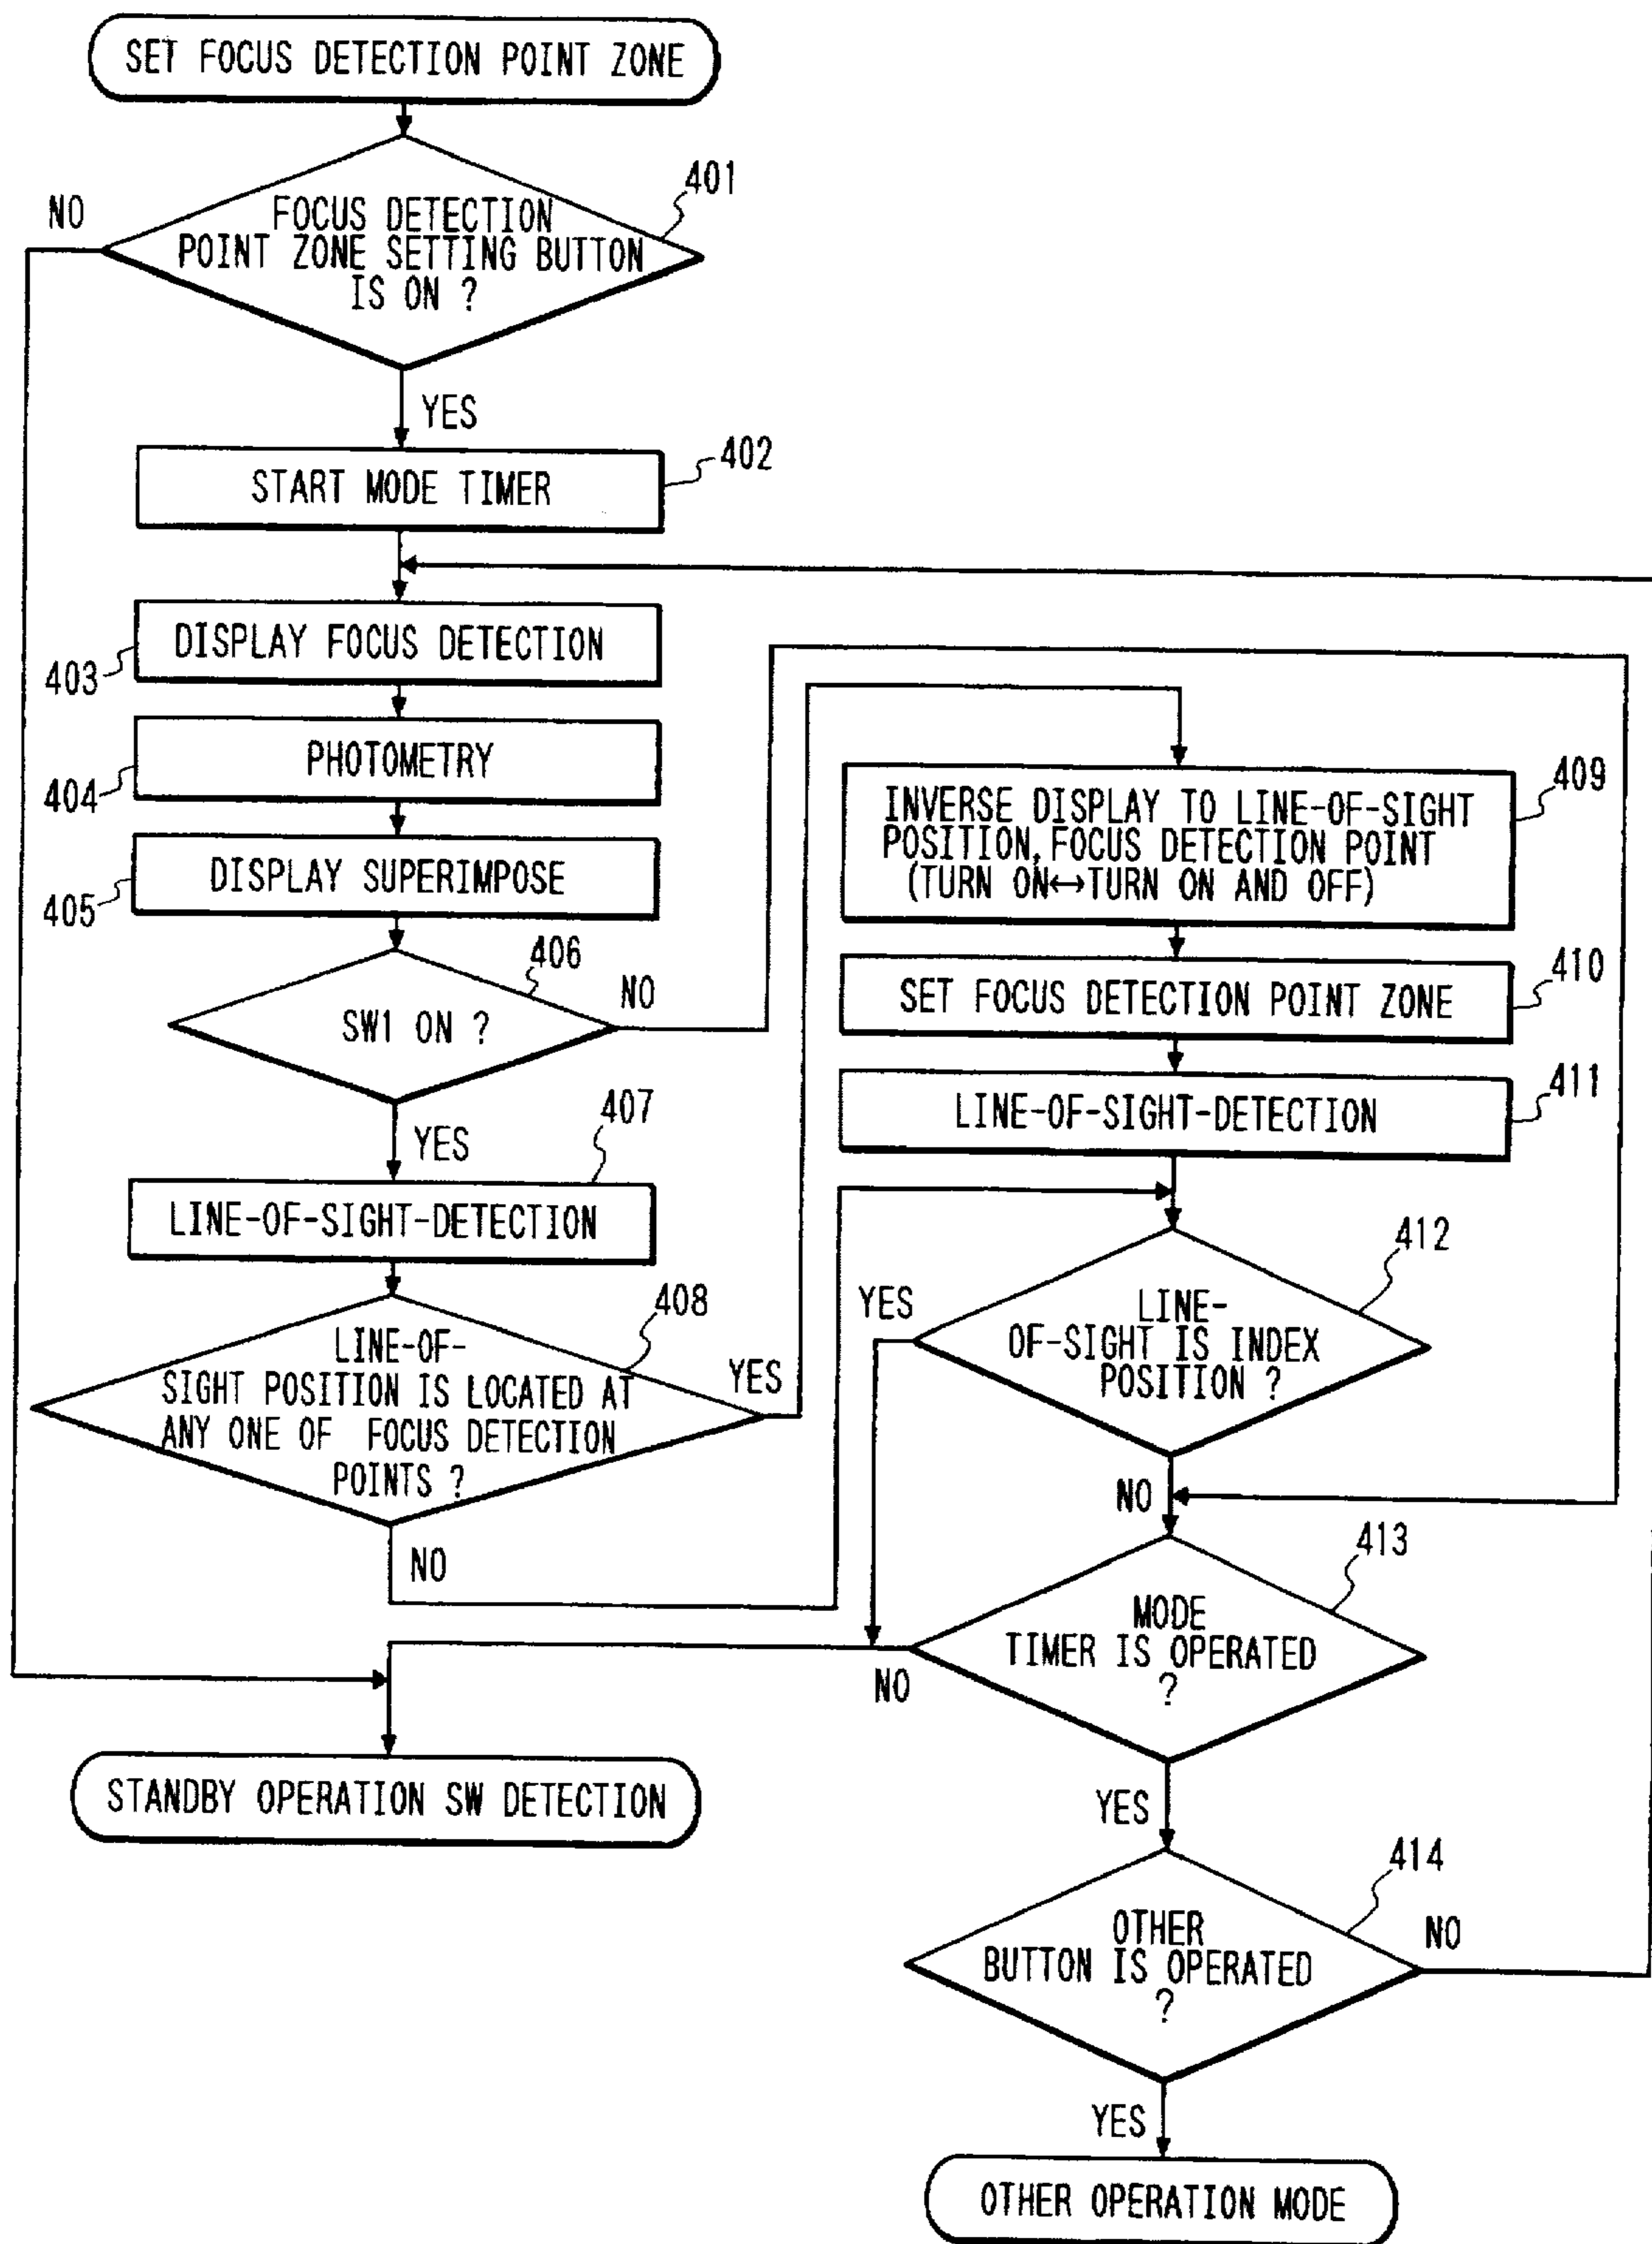 SET FOCUS DETECTION POINT ZONE
401
NO
FOCUS DETECTION
POINT ZONE SETTING BUTTON
IS ON ?
YES
402
START MODE TIMER
403
DISPLAY FOCUS DETECTION
404
PHOTOMETRY
405
DISPLAY SUPERIMPOSE
406
NO
SW1 ON ?
YES
407
LINE-OF-SIGHT-DETECTION
408
LINE-OF-
SIGHT POSITION IS LOCATED AT
ANY ONE OF FOCUS DETECTION
POINTS ?
YES
NO
409
INVERSE DISPLAY TO LINE-OF-SIGHT
POSITION, FOCUS DETECTION POINT
(TURN ON↔TURN ON AND OFF)
410
SET FOCUS DETECTION POINT ZONE
411
LINE-OF-SIGHT-DETECTION
412
YES
LINE-
OF-SIGHT IS INDEX
POSITION ?
NO
413
MODE
TIMER IS OPERATED
?
NO
YES
STANDBY OPERATION SW DETECTION
414
OTHER
BUTTON IS OPERATED
?
NO
YES
OTHER OPERATION MODE